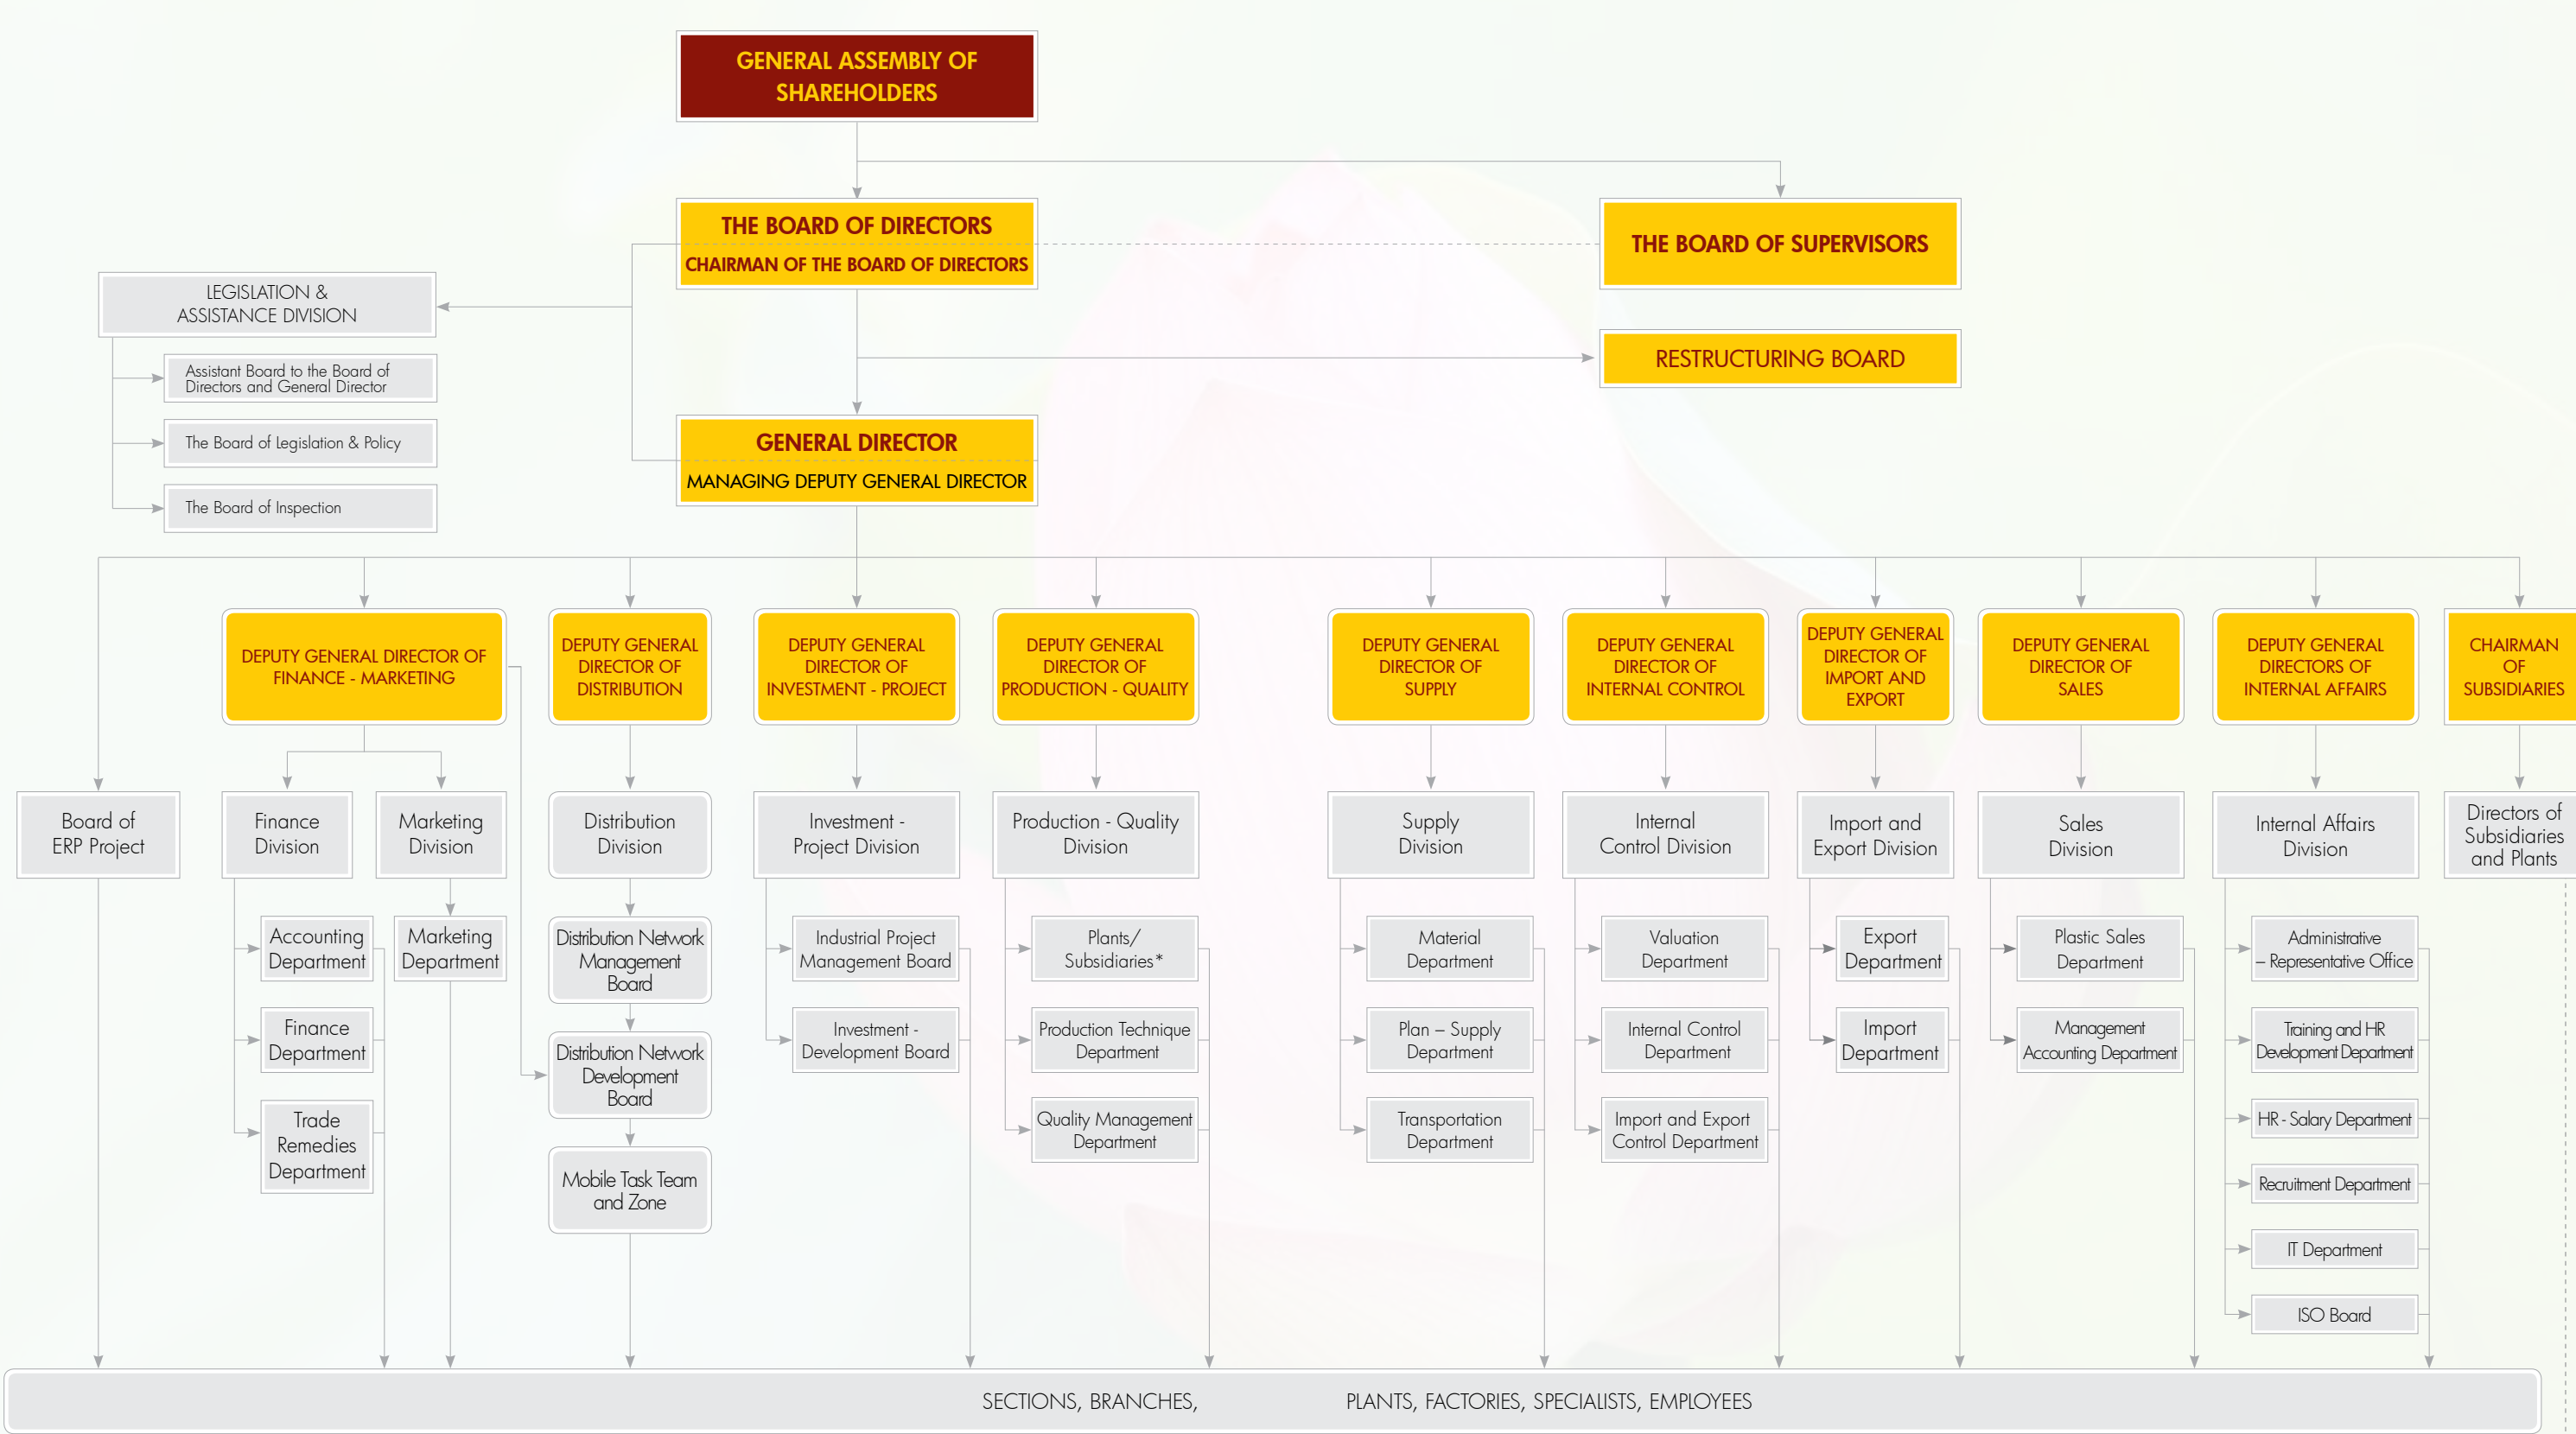 GENERAL ASSEMBLY OF
SHAREHOLDERS
THE BOARD OF DIRECTORS
CHAIRMAN OF THE BOARD OF DIRECTORS
THE BOARD OF SUPERVISORS
LEGISLATION &
ASSISTANCE DIVISION
RESTRUCTURING BOARD
Assistant Board to the Board of
Directors and General Director
The Board of Legislation & Policy
The Board of Inspection
GENERAL DIRECTOR
MANAGING DEPUTY GENERAL DIRECTOR
DEPUTY GENERAL DIRECTOR OF
FINANCE - MARKETING
DEPUTY GENERAL
DIRECTOR OF
DISTRIBUTION
DEPUTY GENERAL
DIRECTOR OF
INVESTMENT - PROJECT
DEPUTY GENERAL
DIRECTOR OF
PRODUCTION - QUALITY
DEPUTY GENERAL
DIRECTOR OF
SUPPLY
DEPUTY GENERAL
DIRECTOR OF
INTERNAL CONTROL
DEPUTY GENERAL
DIRECTOR OF
IMPORT AND
EXPORT
DEPUTY GENERAL
DIRECTOR OF
SALES
DEPUTY GENERAL
DIRECTORS OF
INTERNAL AFFAIRS
CHAIRMAN
OF
SUBSIDIARIES
Board of
ERP Project
Finance
Division
Marketing
Division
Distribution
Division
Investment -
Project Division
Production - Quality
Division
Supply
Division
Internal
Control Division
Import and
Export Division
Sales
Division
Internal Affairs
Division
Directors of
Subsidiaries
and Plants
Accounting
Department
Finance
Department
Trade
Remedies
Department
Marketing
Department
Distribution Network
Management
Board
Distribution Network
Development
Board
Mobile Task Team
and Zone
Industrial Project
Management Board
Investment -
Development Board
Plants/
Subsidiaries*
Production Technique
Department
Quality Management
Department
Material
Department
Plan – Supply
Department
Transportation
Department
Valuation
Department
Internal Control
Department
Import and Export
Control Department
Export
Department
Import
Department
Plastic Sales
Department
Management
Accounting Department
Administrative
– Representative Office
Training and HR
Development Department
HR - Salary Department
Recruitment Department
IT Department
ISO Board
SECTIONS, BRANCHES, PLANTS, FACTORIES, SPECIALISTS, EMPLOYEES